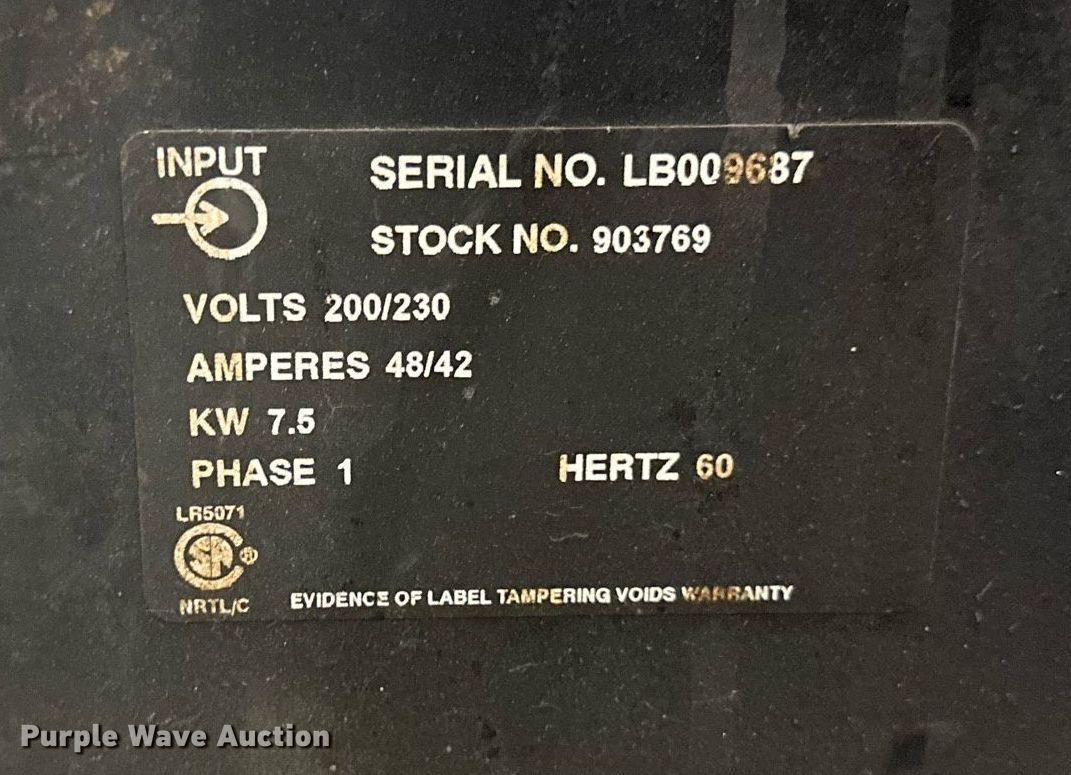 INPUT
SERIAL NO. LB009687
STOCK NO. 903769
VOLTS 200/230
AMPERES 48/42
KW 7.5
PHASE 1
HERTZ 60
LR5071
SA ®
NRTL/C
EVIDENCE OF LABEL TAMPERING VOIDS WARRANTY
Purple Wave Auction